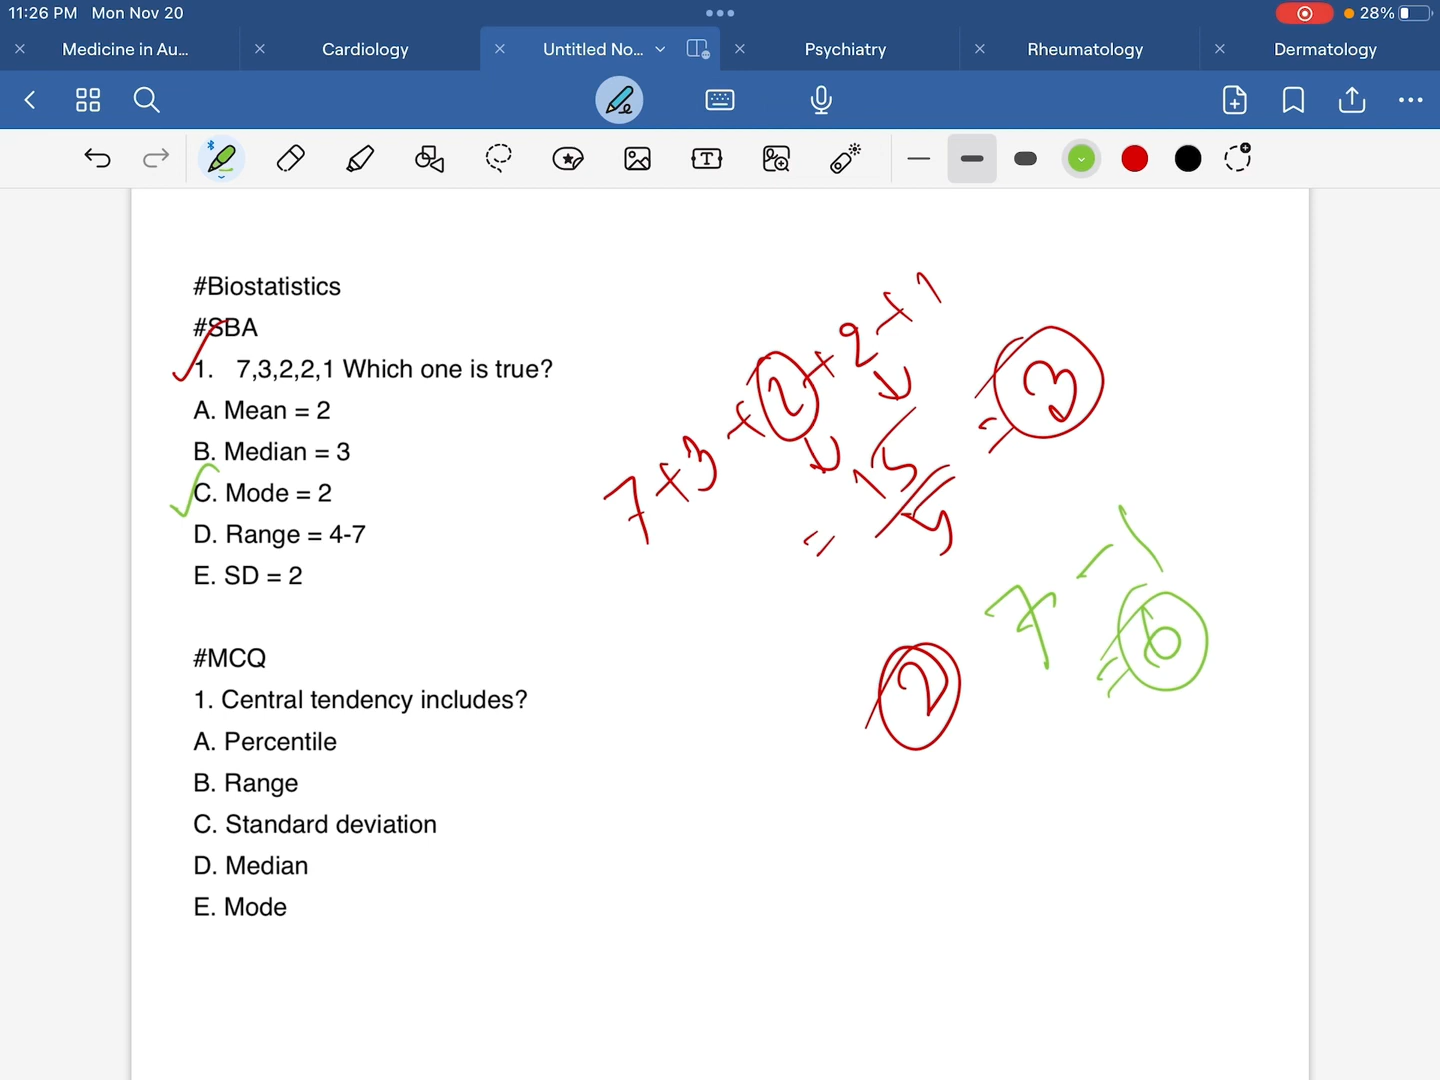 11:26 PM Mon Nov 20
28%
Medicine in Au...
Cardiology
Untitled No...
Psychiatry
Rheumatology
Dermatology
#Biostatistics
#SBA
1. 7,3,2,2,1 Which one is true?
A. Mean = 2
B. Median = 3
C. Mode = 2
D. Range = 4-7
E. SD = 2
7+3+2+2+1
= 15/5
= 3
2
7-1
= 6
#MCQ
1. Central tendency includes?
A. Percentile
B. Range
C. Standard deviation
D. Median
E. Mode